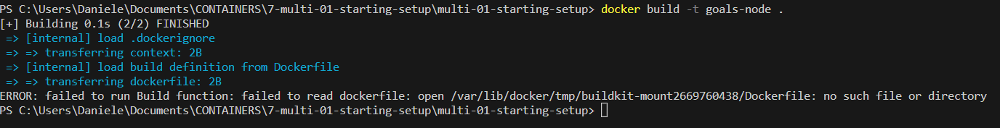 PS C:\Users\Daniele\Documents\CONTAINERS\7-multi-01-starting-setup\multi-01-starting-setup> docker build -t goals-node .
[+] Building 0.1s (2/2) FINISHED
 => [internal] load .dockerignore
 => => transferring context: 2B
 => [internal] load build definition from Dockerfile
 => => transferring dockerfile: 2B
ERROR: failed to run Build function: failed to read dockerfile: open /var/lib/docker/tmp/buildkit-mount2669760438/Dockerfile: no such file or directory
PS C:\Users\Daniele\Documents\CONTAINERS\7-multi-01-starting-setup\multi-01-starting-setup>